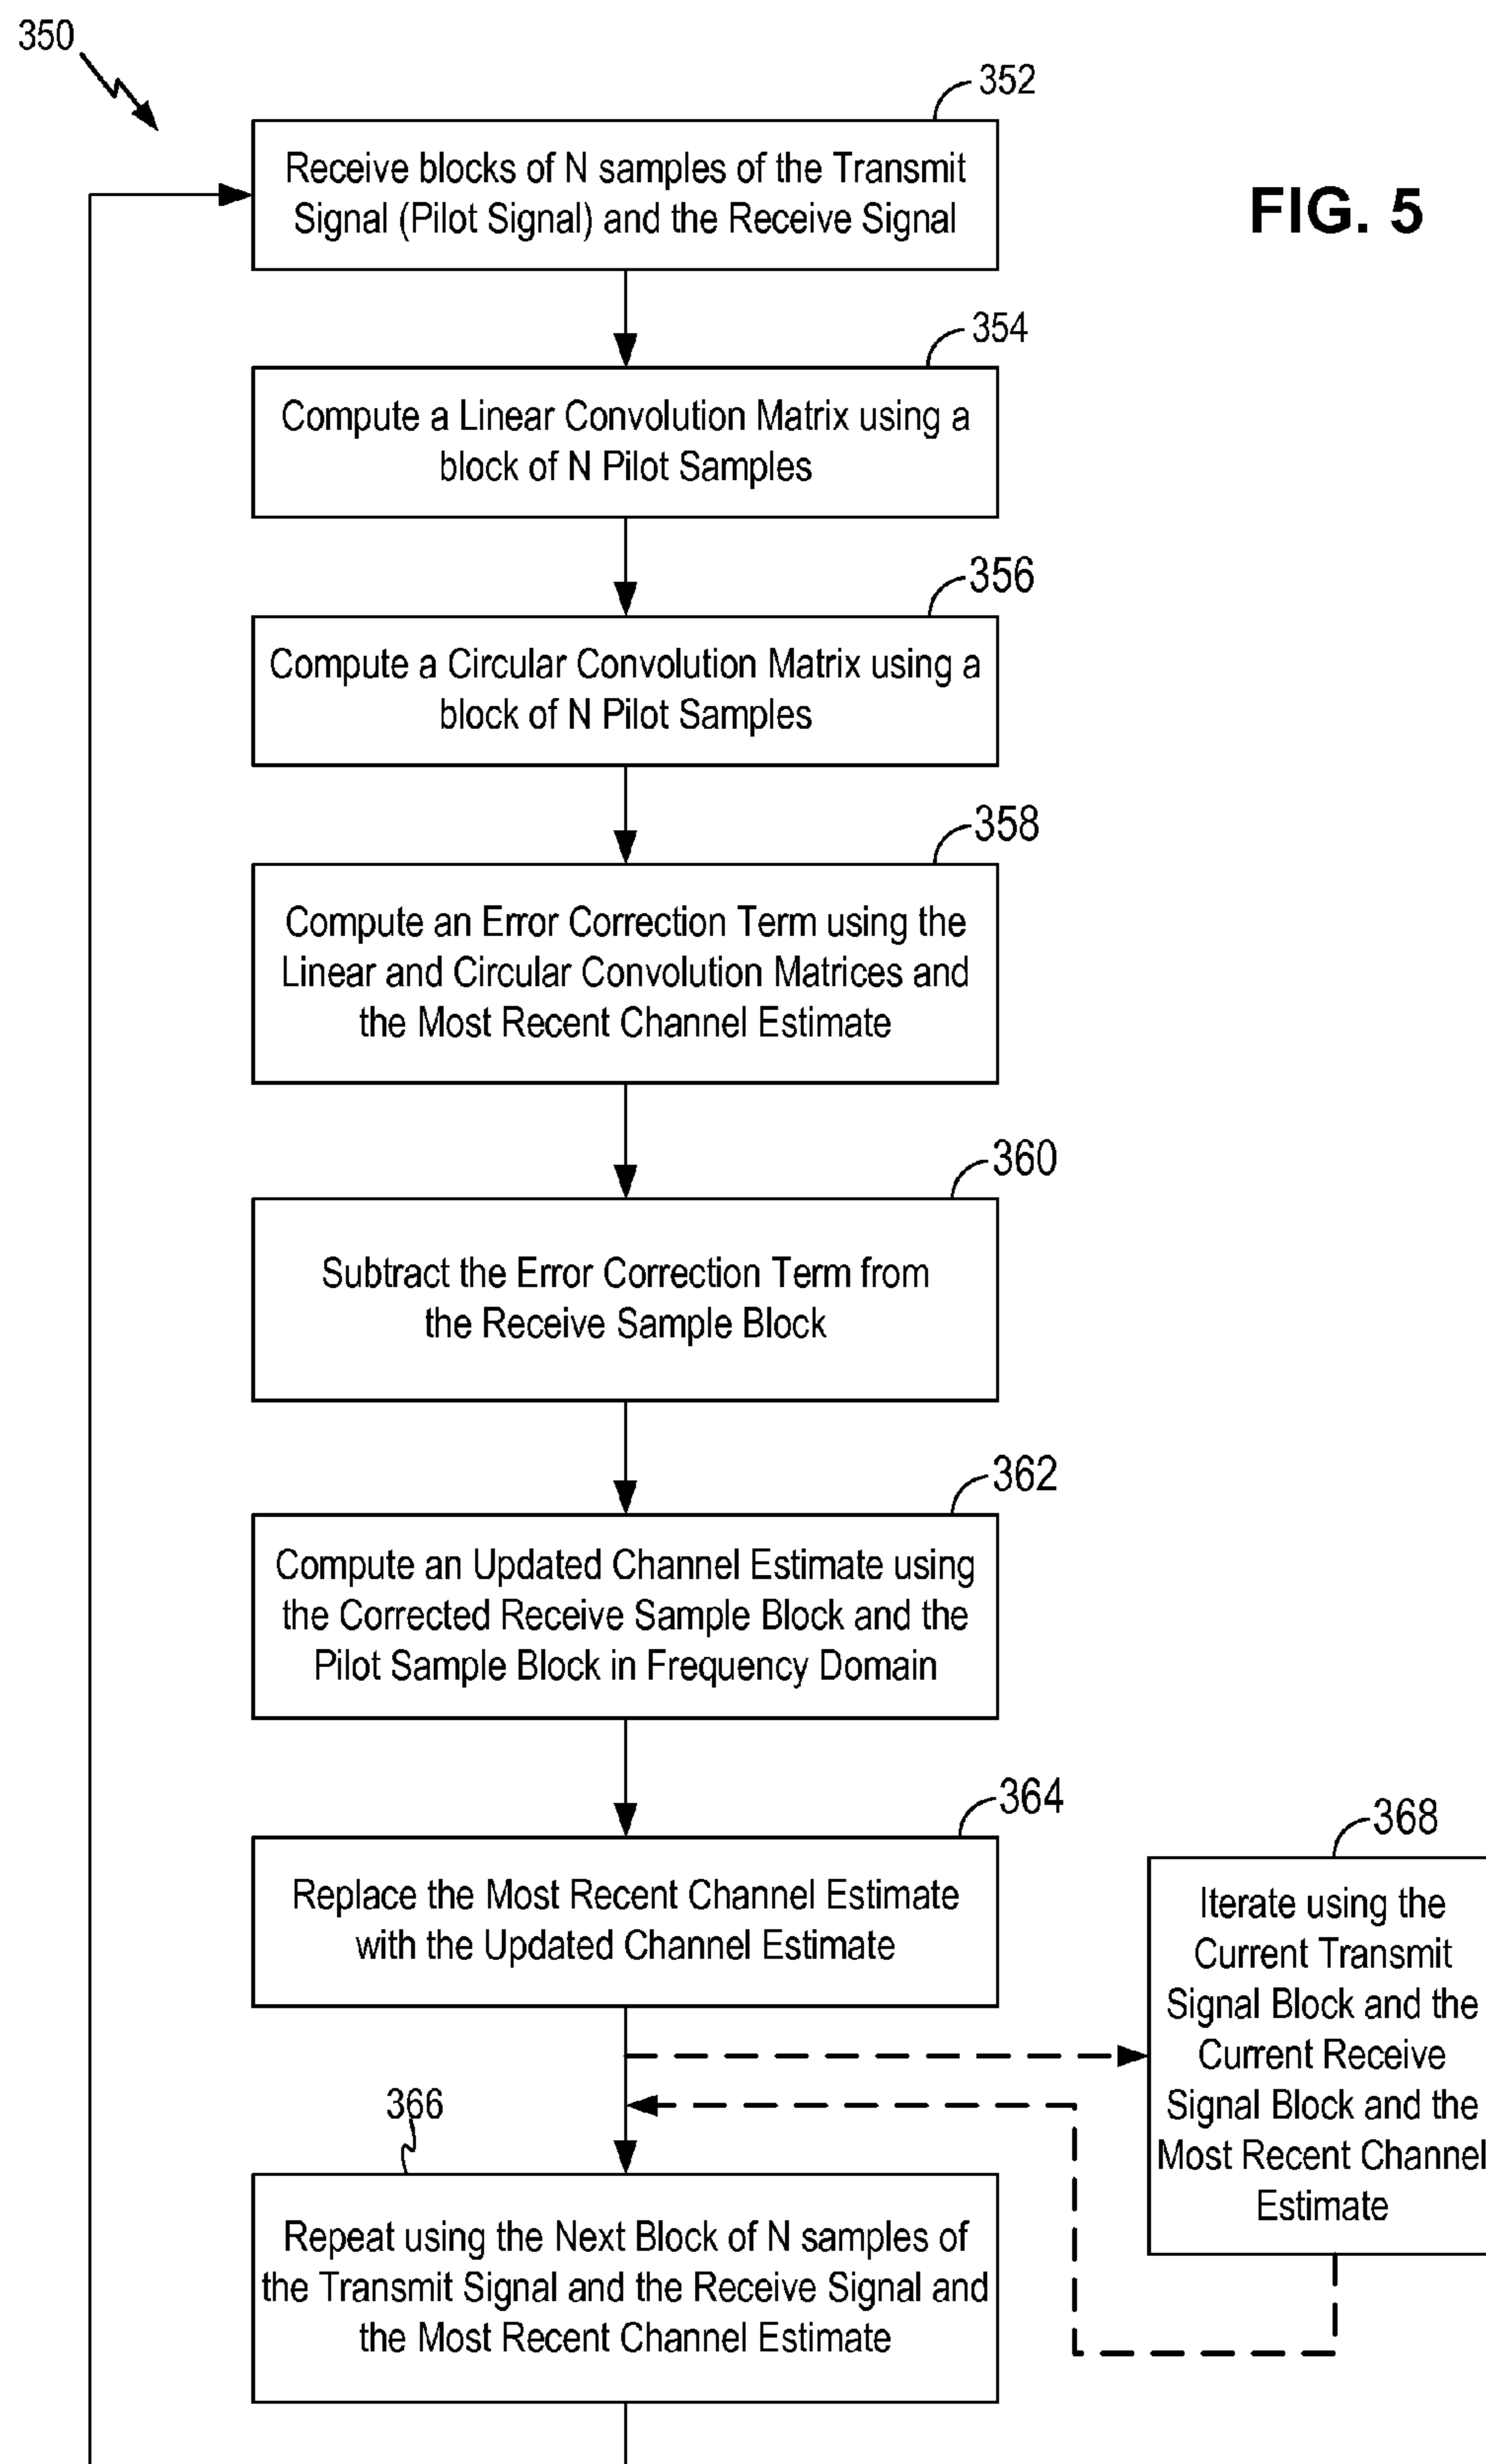 350
352
Receive blocks of N samples of the Transmit
Signal (Pilot Signal) and the Receive Signal
FIG. 5
354
Compute a Linear Convolution Matrix using a
block of N Pilot Samples
356
Compute a Circular Convolution Matrix using a
block of N Pilot Samples
358
Compute an Error Correction Term using the
Linear and Circular Convolution Matrices and
the Most Recent Channel Estimate
360
Subtract the Error Correction Term from
the Receive Sample Block
362
Compute an Updated Channel Estimate using
the Corrected Receive Sample Block and the
Pilot Sample Block in Frequency Domain
364
Replace the Most Recent Channel Estimate
with the Updated Channel Estimate
368
Iterate using the
Current Transmit
Signal Block and the
Current Receive
Signal Block and the
Most Recent Channel
Estimate
366
Repeat using the Next Block of N samples of
the Transmit Signal and the Receive Signal and
the Most Recent Channel Estimate